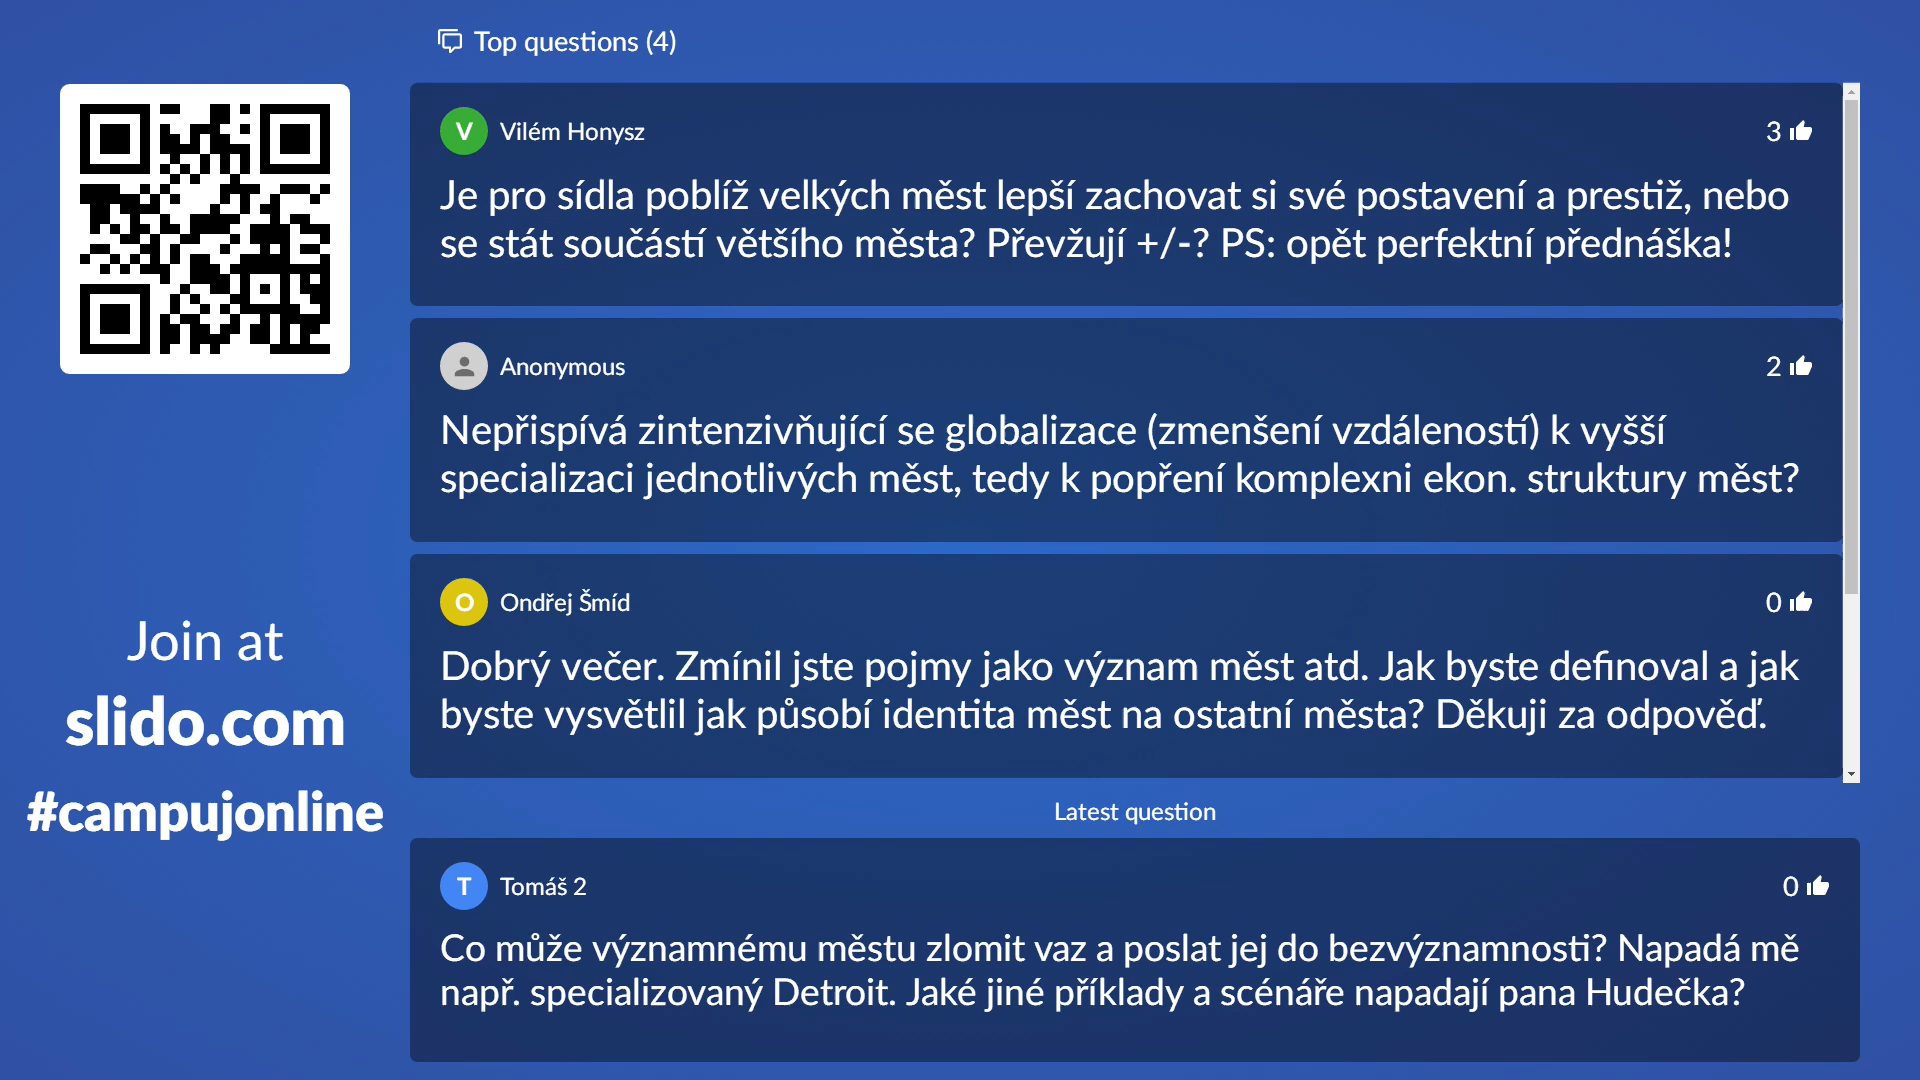 Top questions (4)
V Vilém Honysz 3
Je pro sídla poblíž velkých měst lepší zachovat si své postavení a prestiž, nebo
se stát součástí většího města? Převžují +/-? PS: opět perfektní přednáška!
Anonymous 2
Nepřispívá zintenzivňující se globalizace (zmenšení vzdáleností) k vyšší
specializaci jednotlivých měst, tedy k popření komplexni ekon. struktury měst?
O Ondřej Šmíd 0
Dobrý večer. Zmínil jste pojmy jako význam měst atd. Jak byste definoval a jak
byste vysvětlil jak působí identita měst na ostatní města? Děkuji za odpověď.
Join at
slido.com
#campujonline
Latest question
T Tomáš 2 0
Co může významnému městu zlomit vaz a poslat jej do bezvýznamnosti? Napadá mě
např. specializovaný Detroit. Jaké jiné příklady a scénáře napadají pana Hudečka?